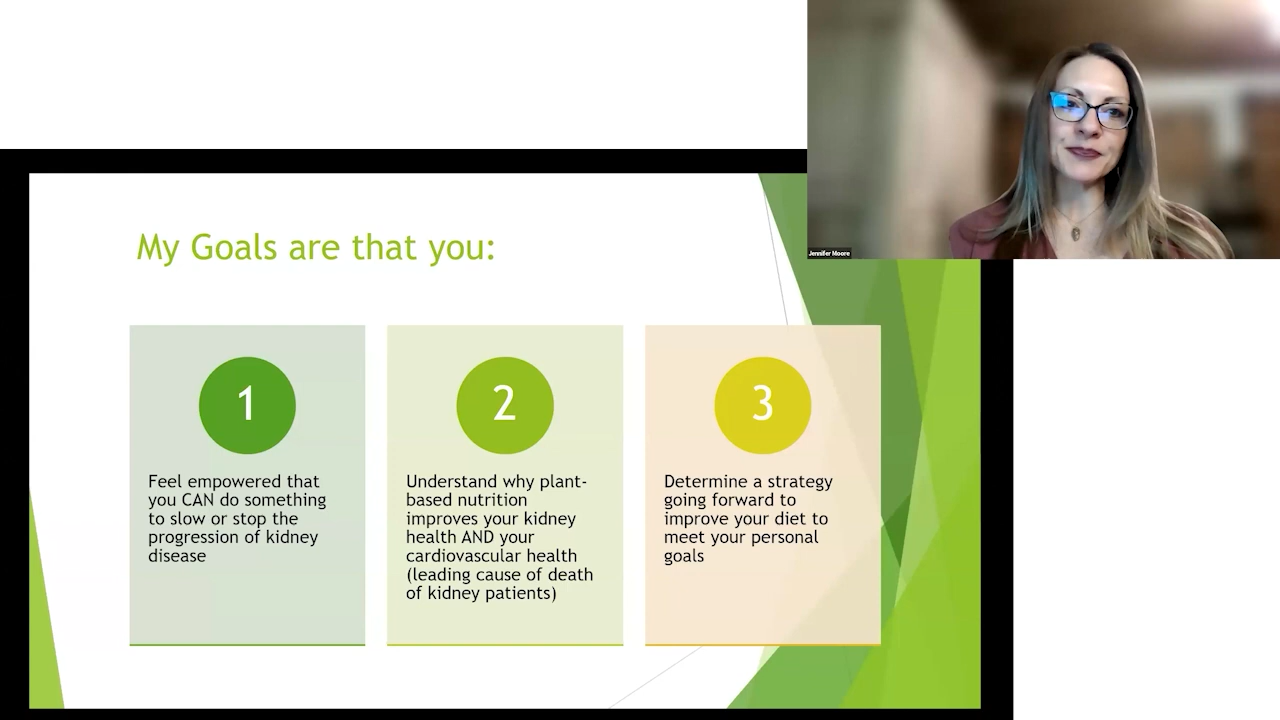 Jennifer Moore
My Goals are that you:
1
Feel empowered that
you CAN do something
to slow or stop the
progression of kidney
disease
2
Understand why plant-
based nutrition
improves your kidney
health AND your
cardiovascular health
(leading cause of death
of kidney patients)
3
Determine a strategy
going forward to
improve your diet to
meet your personal
goals